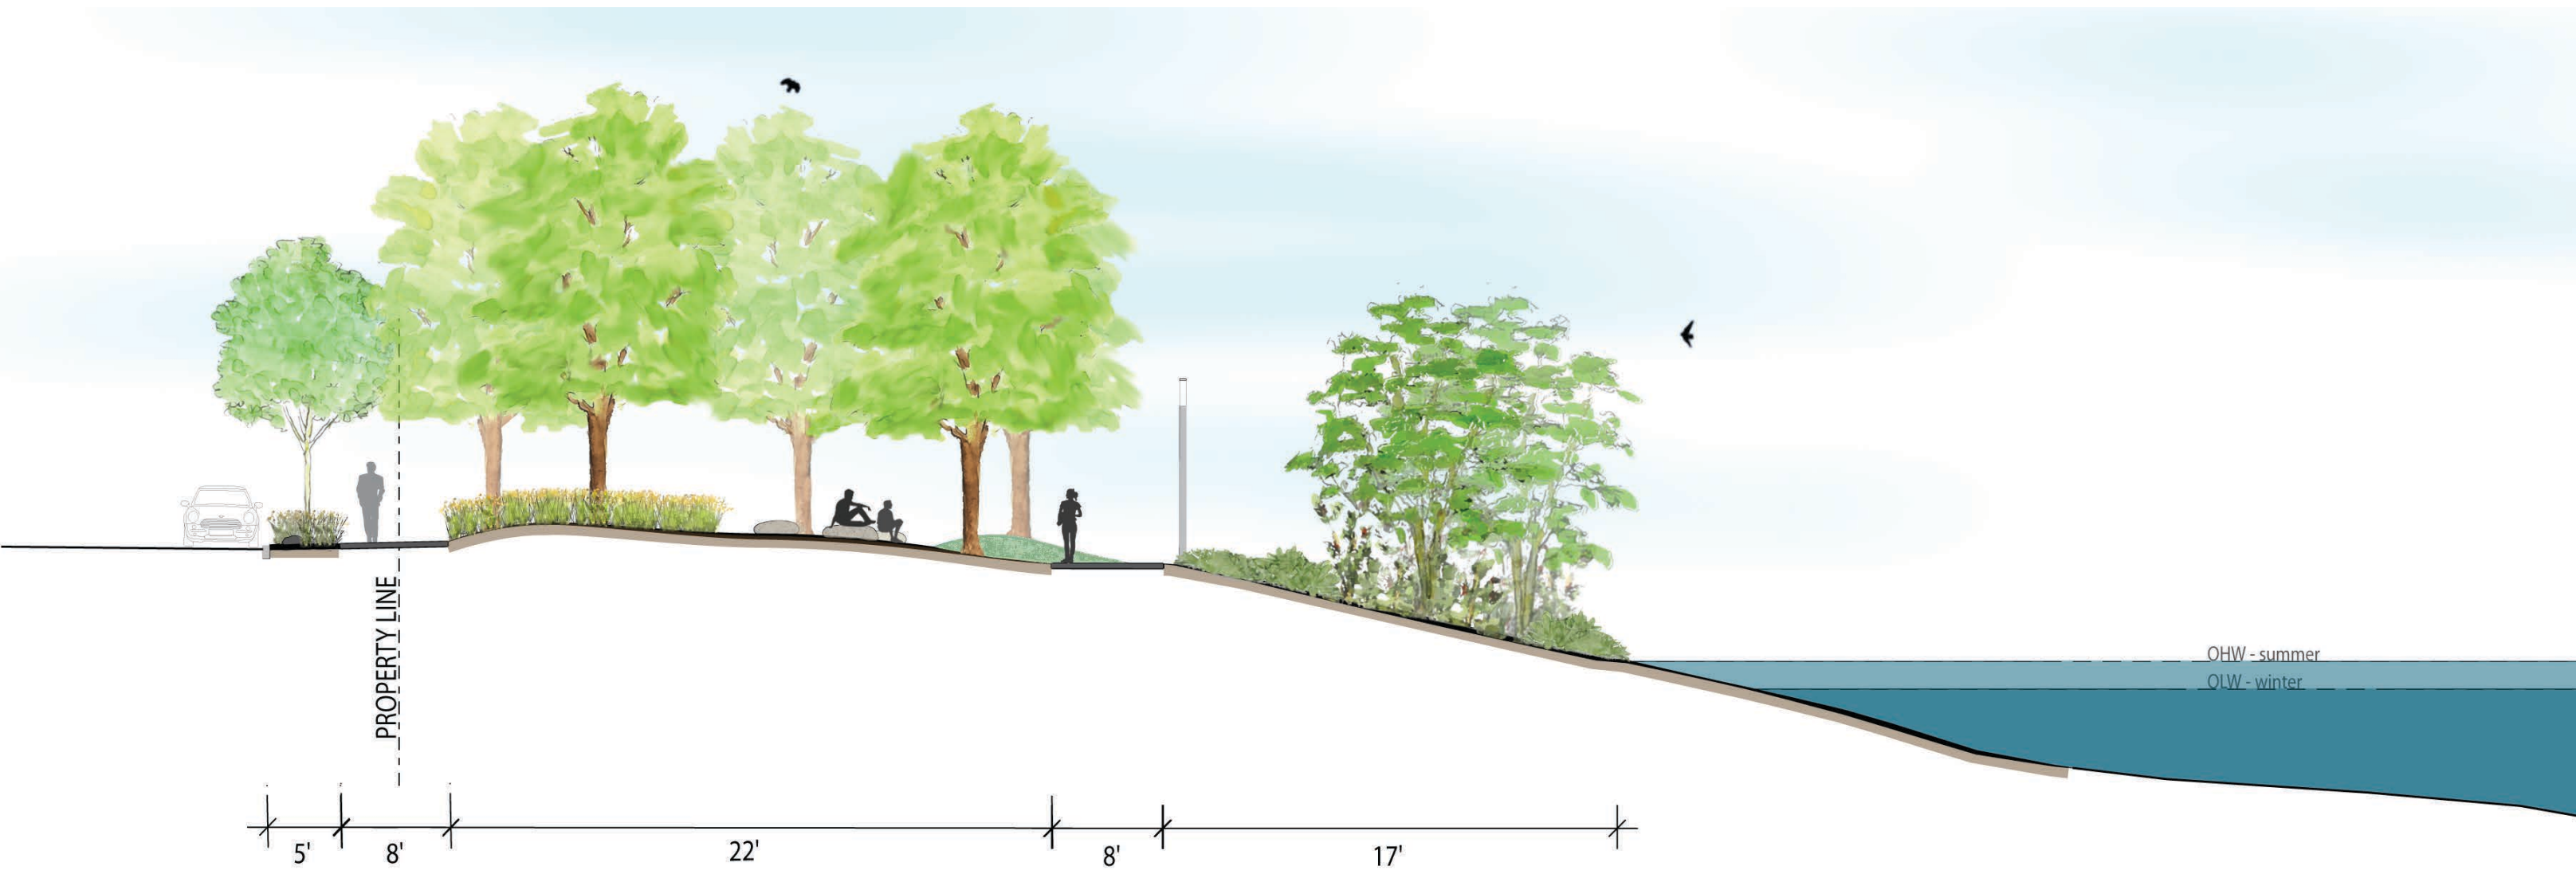 OHW - summer
OLW - winter
PROPERTY LINE
5'
8'
22'
8'
17'